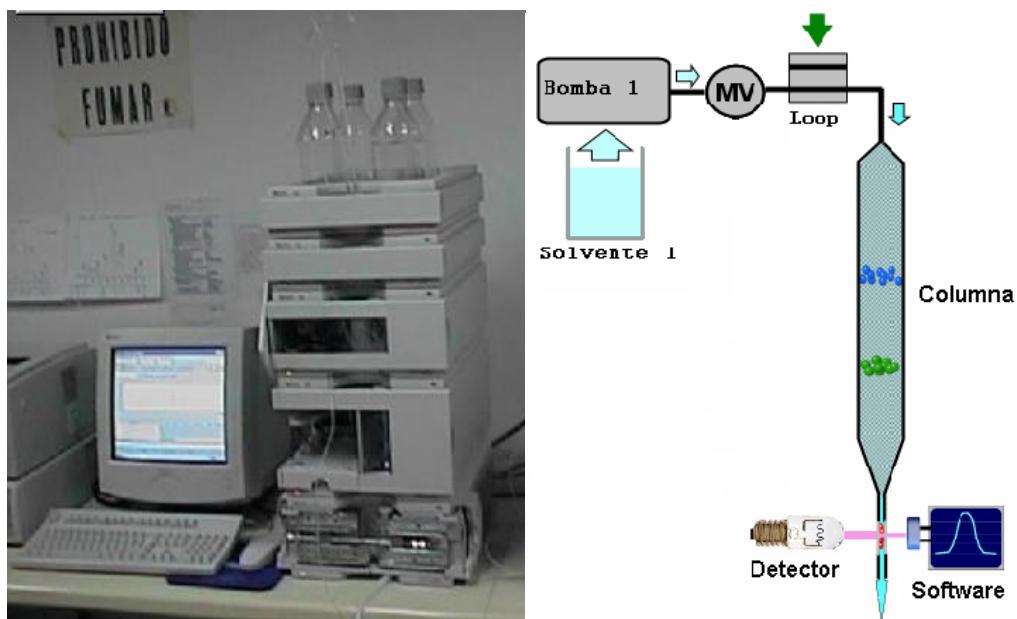 PROHIBIDO
FUMAR
Bomba 1
MV
Loop
Solvente 1
Columna
Detector
Software